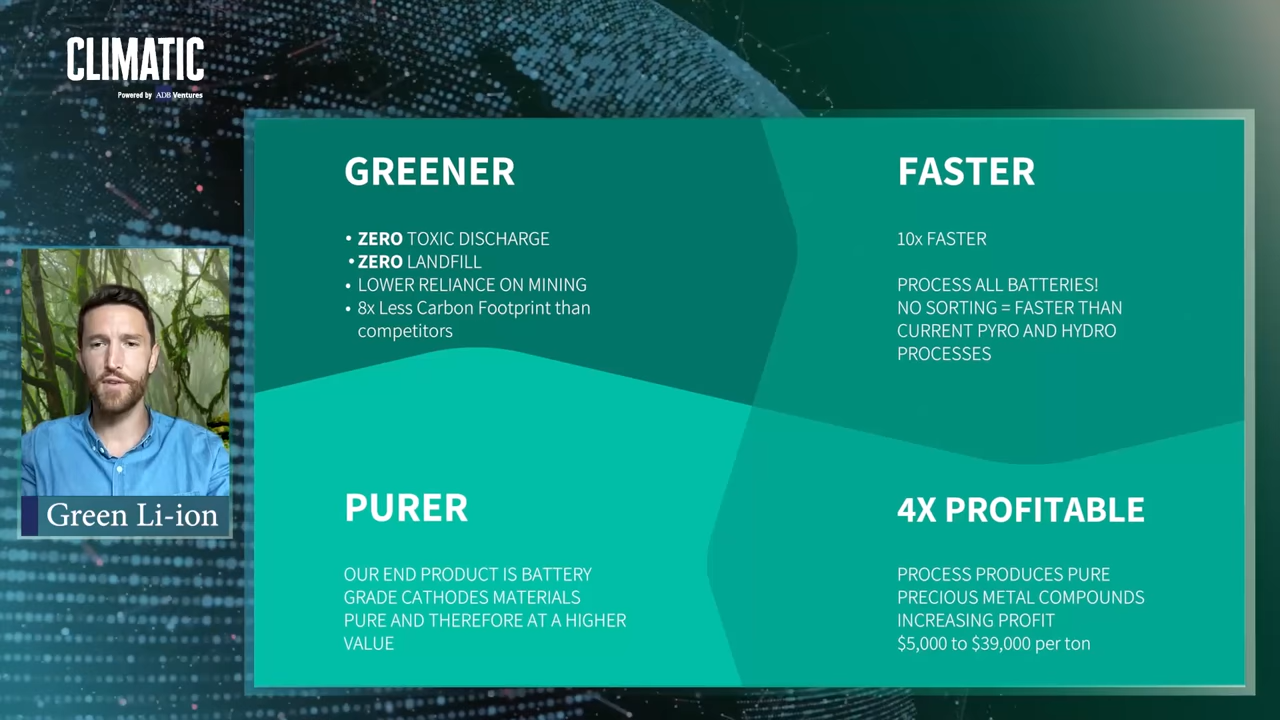 CLIMATIC
Powered by ADB Ventures
GREENER
• ZERO TOXIC DISCHARGE
• ZERO LANDFILL
• LOWER RELIANCE ON MINING
• 8x Less Carbon Footprint than
competitors
FASTER
10x FASTER
PROCESS ALL BATTERIES!
NO SORTING = FASTER THAN
CURRENT PYRO AND HYDRO
PROCESSES
Green Li-ion
PURER
OUR END PRODUCT IS BATTERY
GRADE CATHODES MATERIALS
PURE AND THEREFORE AT A HIGHER
VALUE
4X PROFITABLE
PROCESS PRODUCES PURE
PRECIOUS METAL COMPOUNDS
INCREASING PROFIT
$5,000 to $39,000 per ton